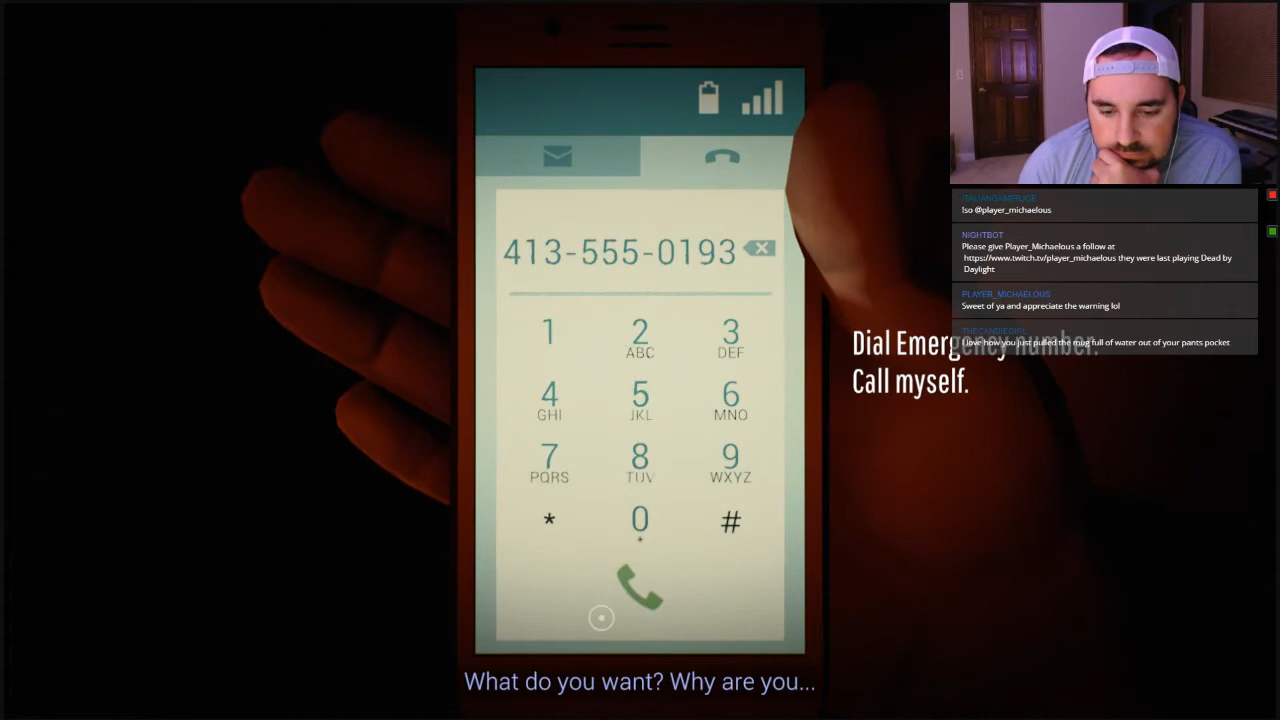 413-555-0193
1
2
ABC
3
DEF
4
GHI
5
JKL
6
MNO
7
PQRS
8
TUV
9
WXYZ
*
0
*
#
What do you want? Why are you...
Dial Emergency number.
Call myself.
ITALIANGAMEFUGE
!so @player_michaelous
NIGHTBOT
Please give Player_Michaelous a follow at
https://www.twitch.tv/player_michaelous they were last playing Dead by
Daylight
PLAYER_MICHAELOUS
Sweet of ya and appreciate the warning lol
THECANDIEGIRL
I love how you just pulled the mug full of water out of your pants pocket